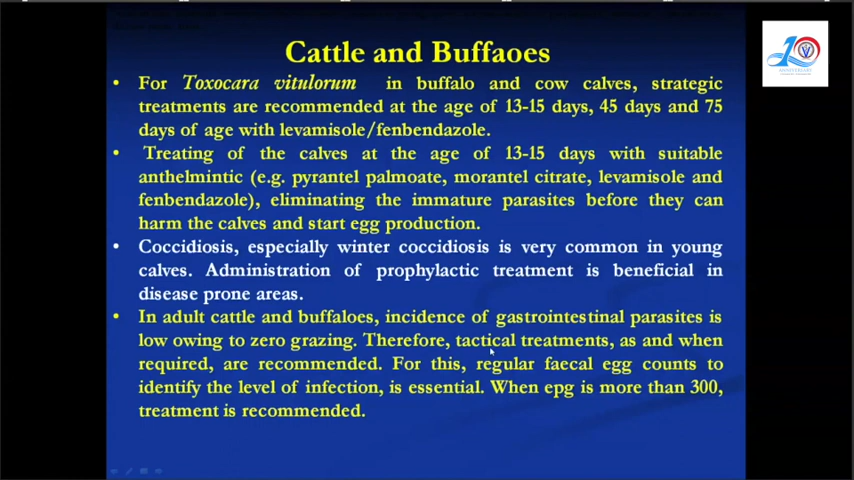 Cattle and Buffaoes
• For Toxocara vitulorum in buffalo and cow calves, strategic
treatments are recommended at the age of 13-15 days, 45 days and 75
days of age with levamisole/fenbendazole.
• Treating of the calves at the age of 13-15 days with suitable
anthelmintic (e.g. pyrantel palmoate, morantel citrate, levamisole and
fenbendazole), eliminating the immature parasites before they can
harm the calves and start egg production.
• Coccidiosis, especially winter coccidiosis is very common in young
calves. Administration of prophylactic treatment is beneficial in
disease prone areas.
• In adult cattle and buffaloes, incidence of gastrointestinal parasites is
low owing to zero grazing. Therefore, tactical treatments, as and when
required, are recommended. For this, regular faecal egg counts to
identify the level of infection, is essential. When epg is more than 300,
treatment is recommended.
10
ANNIVERSARY